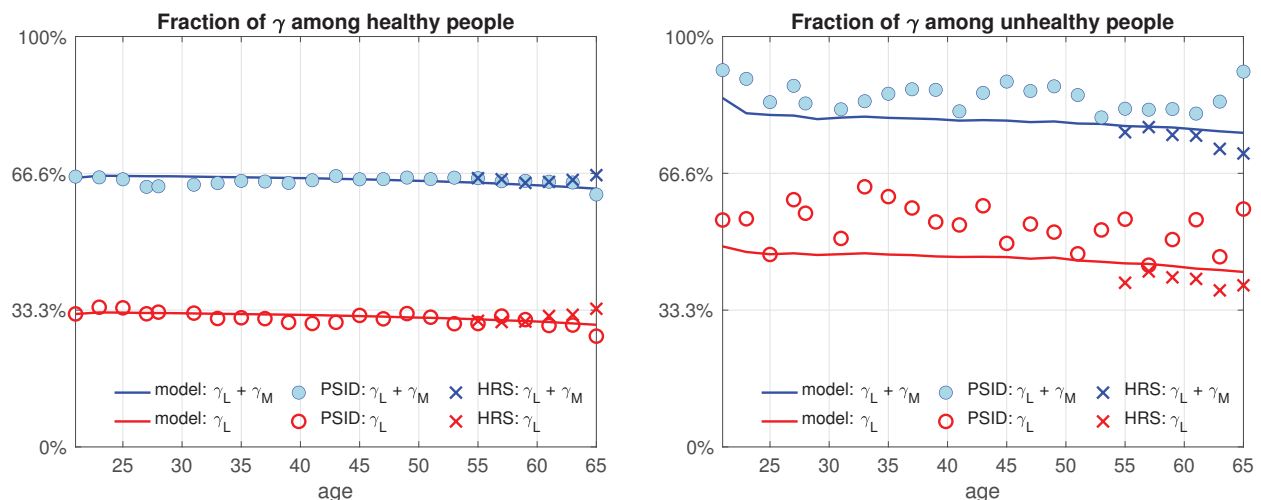 Fraction of γ among healthy people
100%
66.6%
33.3%
0%
model: γL + γM PSID: γL + γM HRS: γL + γM
model: γL PSID: γL HRS: γL
25 30 35 40 45 50 55 60 65
age
Fraction of γ among unhealthy people
100%
66.6%
33.3%
0%
model: γL + γM PSID: γL + γM HRS: γL + γM
model: γL PSID: γL HRS: γL
25 30 35 40 45 50 55 60 65
age